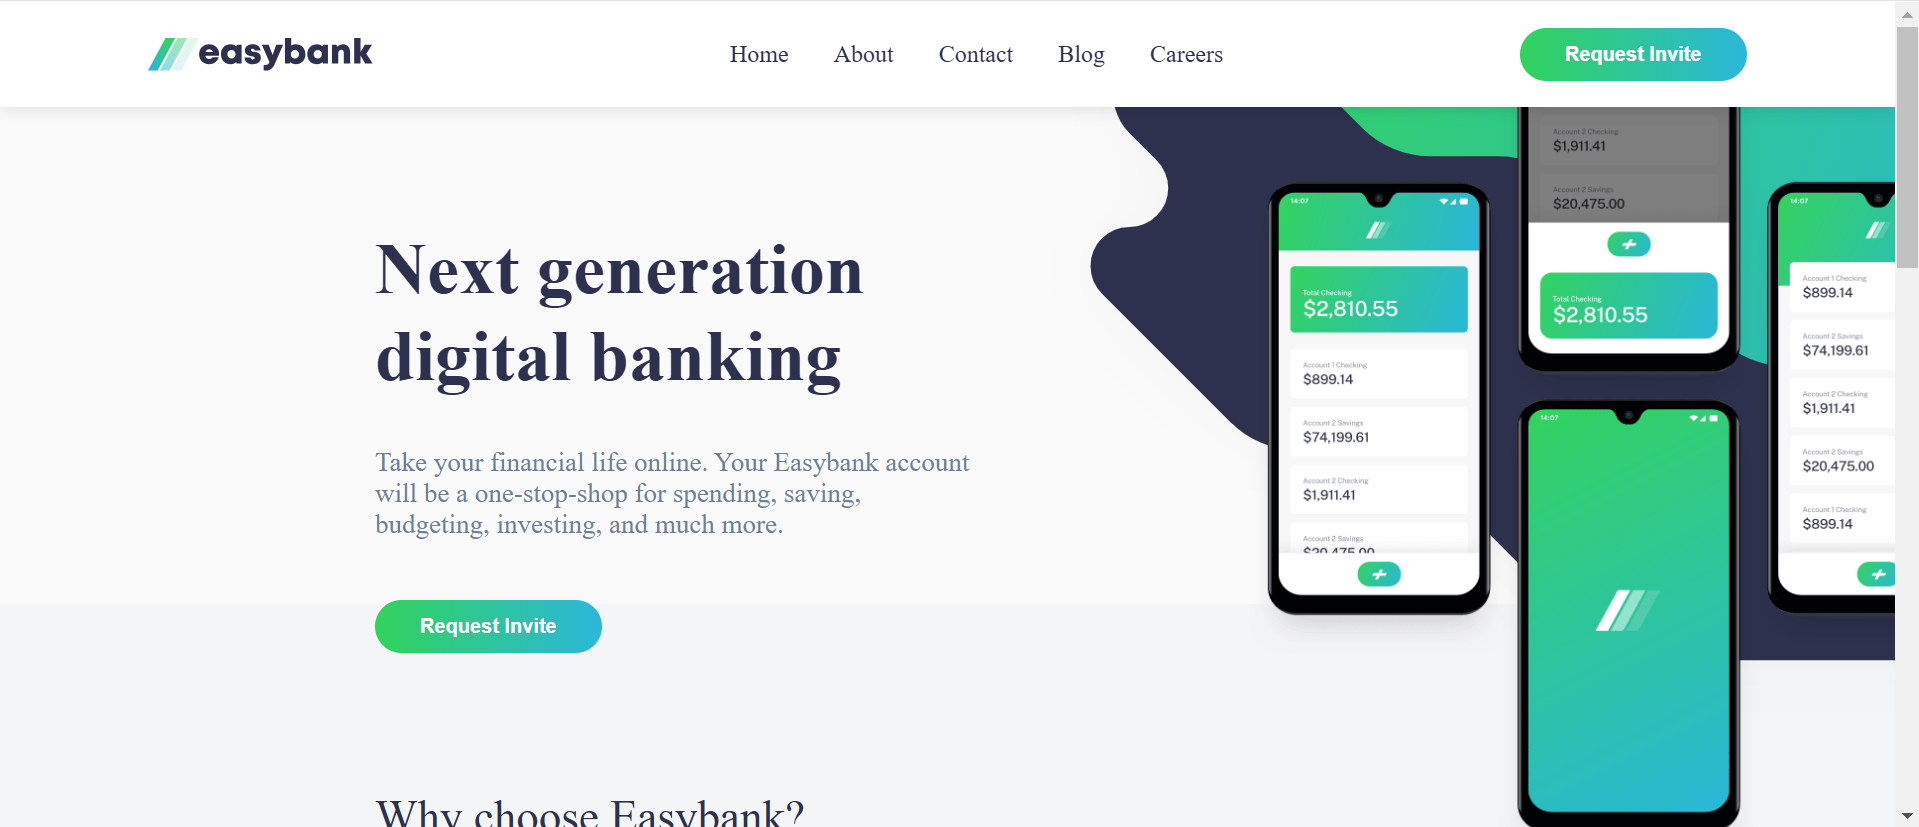 easybank
Home About Contact Blog Careers
Request Invite
Next generation
digital banking
Take your financial life online. Your Easybank account
will be a one-stop-shop for spending, saving,
budgeting, investing, and much more.
Request Invite
Why choose Easybank?
14:07
Total Checking
$2,810.55
Account 1 Checking
$899.14
Account 2 Savings
$74,199.61
Account 2 Checking
$1,911.41
Account 2 Savings
$20,475.00
Account 2 Checking
$1,911.41
Account 2 Savings
$20,475.00
Total Checking
$2,810.55
14:07
14:07
Account 1 Checking
$899.14
Account 2 Savings
$74,199.61
Account 2 Checking
$1,911.41
Account 2 Savings
$20,475.00
Account 1 Checking
$899.14